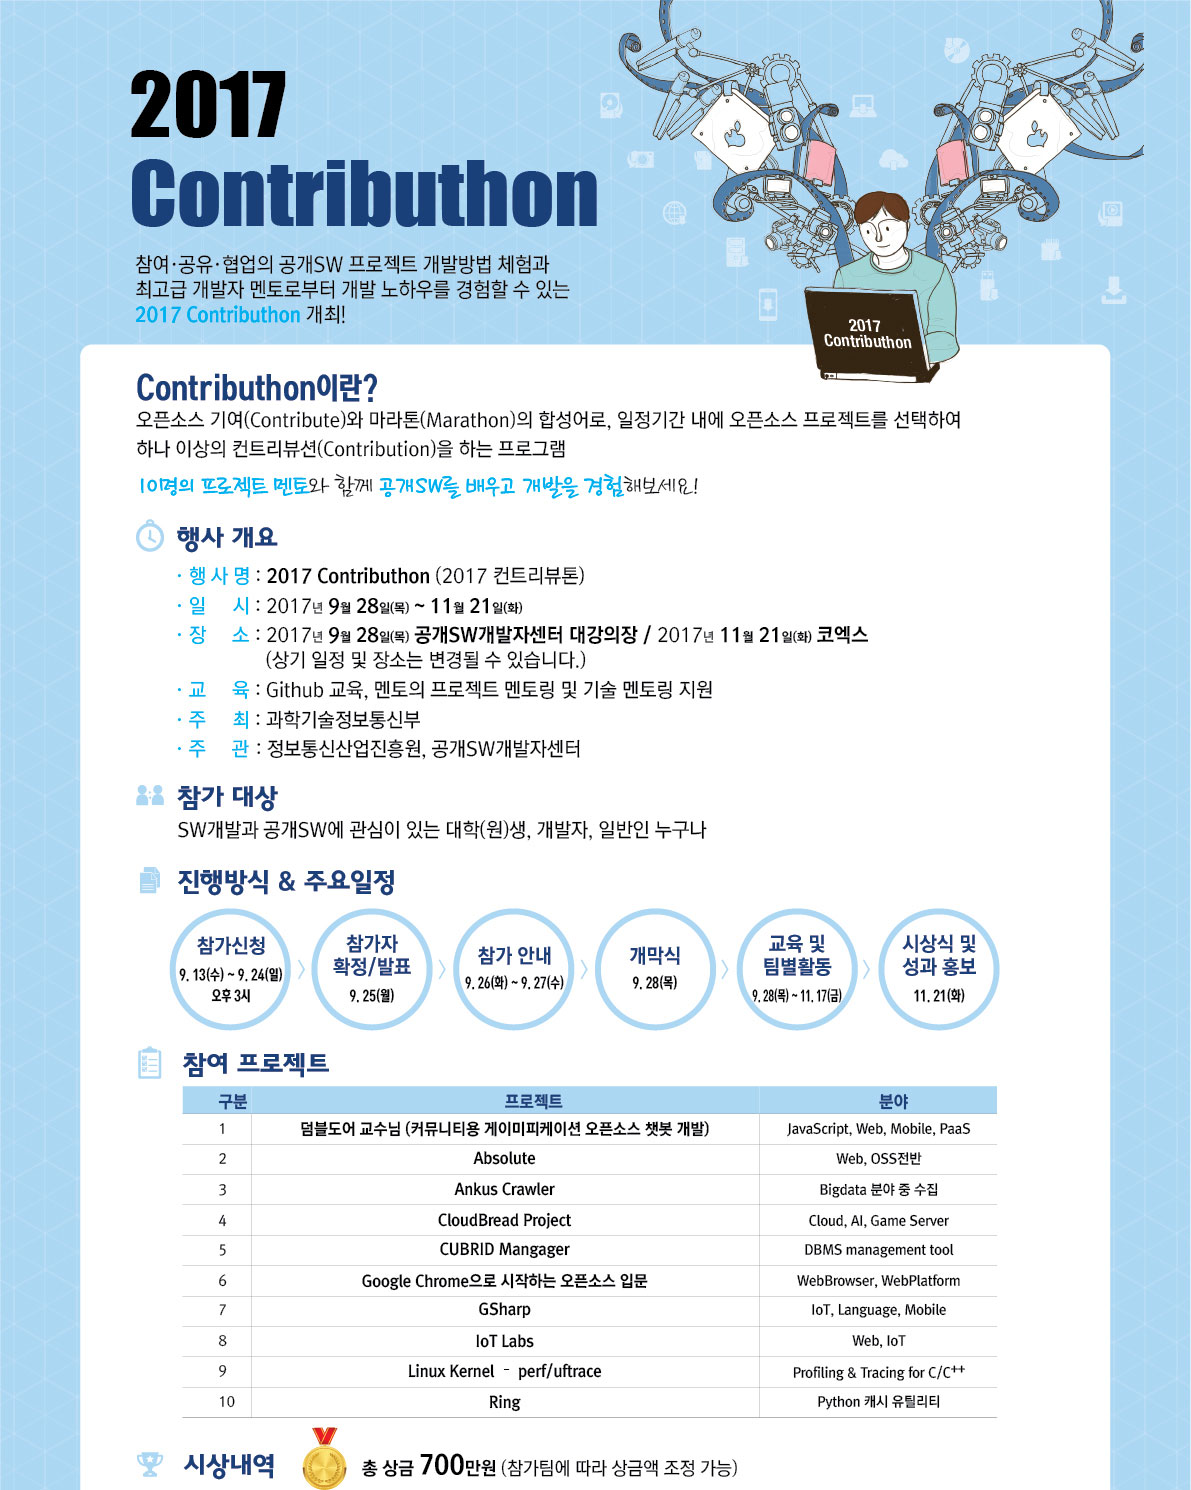 2017
Contributhon
참여·공유·협업의 공개SW 프로젝트 개발방법 체험과
최고급 개발자 멘토로부터 개발 노하우를 경험할 수 있는
2017 Contributhon 개최!
2017
Contributhon
Contributhon이란?
오픈소스 기여(Contribute)와 마라톤(Marathon)의 합성어로, 일정기간 내에 오픈소스 프로젝트를 선택하여
하나 이상의 컨트리뷰션(Contribution)을 하는 프로그램
10명의 프로젝트 멘토와 함께 공개SW를 배우고 개발을 경험해보세요!
행사 개요
· 행 사 명 : 2017 Contributhon (2017 컨트리뷰톤)
· 일 시 : 2017년 9월 28일(목) ~ 11월 21일(화)
· 장 소 : 2017년 9월 28일(목) 공개SW개발자센터 대강의장 / 2017년 11월 21일(화) 코엑스
(상기 일정 및 장소는 변경될 수 있습니다.)
· 교 육 : Github 교육, 멘토의 프로젝트 멘토링 및 기술 멘토링 지원
· 주 최 : 과학기술정보통신부
· 주 관 : 정보통신산업진흥원, 공개SW개발자센터
참가 대상
SW개발과 공개SW에 관심이 있는 대학(원)생, 개발자, 일반인 누구나
진행방식 & 주요일정
참가신청
9. 13(수) ~ 9. 24(일)
오후 3시
참가자
확정/발표
9. 25(월)
참가 안내
9. 26(화) ~ 9. 27(수)
개막식
9. 28(목)
교육 및
팀별활동
9. 28(목) ~ 11. 17(금)
시상식 및
성과 홍보
11. 21(화)
참여 프로젝트
구분 프로젝트 분야
1 덤블도어 교수님 (커뮤니티용 게이미피케이션 오픈소스 챗봇 개발) JavaScript, Web, Mobile, PaaS
2 Absolute Web, OSS전반
3 Ankus Crawler Bigdata 분야 중 수집
4 CloudBread Project Cloud, AI, Game Server
5 CUBRID Mangager DBMS management tool
6 Google Chrome으로 시작하는 오픈소스 입문 WebBrowser, WebPlatform
7 GSharp IoT, Language, Mobile
8 IoT Labs Web, IoT
9 Linux Kernel - perf/uftrace Profiling & Tracing for C/C++
10 Ring Python 캐시 유틸리티
시상내역 총 상금 700만원 (참가팀에 따라 상금액 조정 가능)